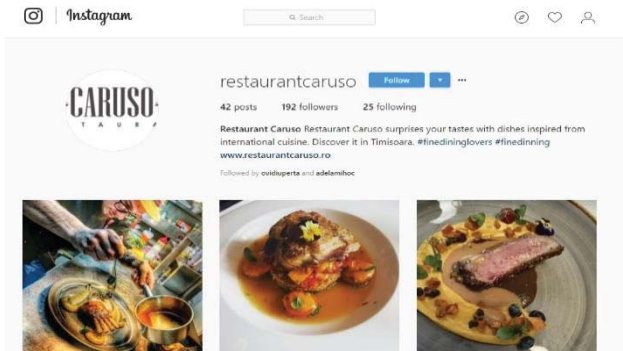 Instagram
Search
restaurantcaruso Follow
42 posts 192 followers 25 following
Restaurant Caruso Restaurant Caruso surprises your tastes with dishes inspired from
international cuisine. Discover it in Timisoara. #finedininglovers #finedinning
www.restaurantcaruso.ro
Followed by ovidiuperta and adelamihoc
·CARUSO·
T A U R